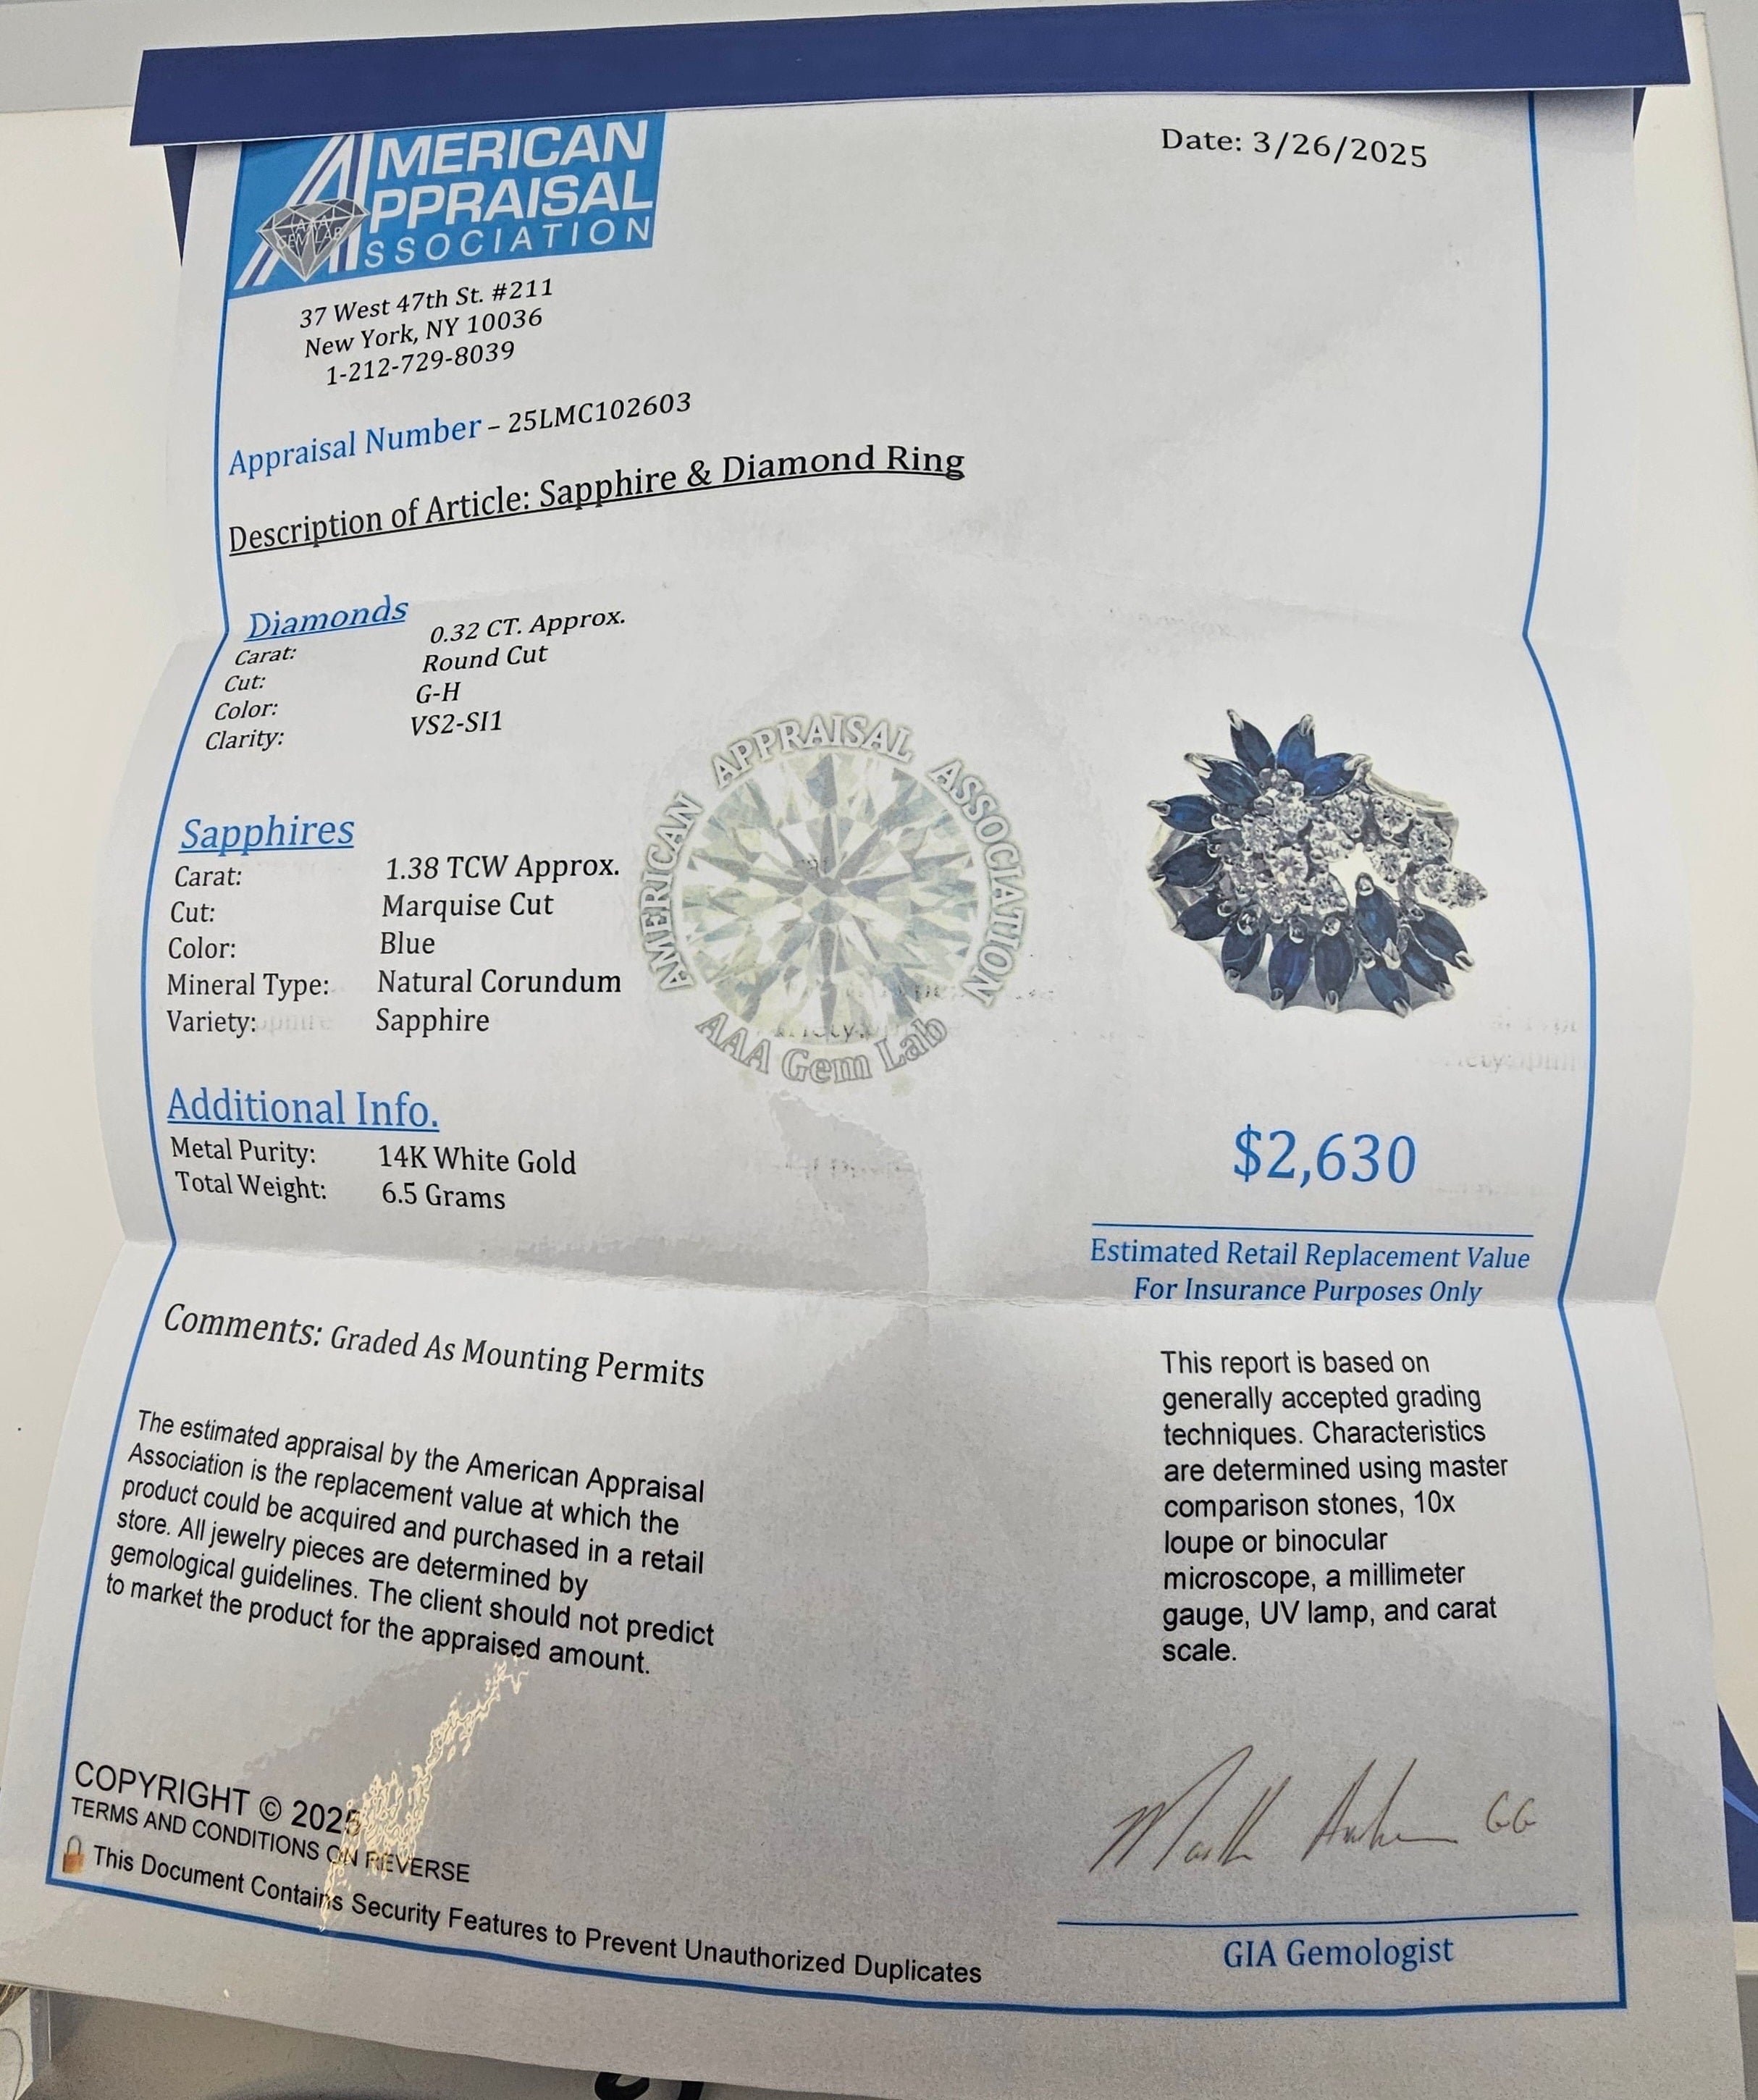 AMERICAN
APPRAISAL
ASSOCIATION
AAA
GEM LAB
Date: 3/26/2025
37 West 47th St. #211
New York, NY 10036
1-212-729-8039
Appraisal Number – 25LMC102603
Description of Article: Sapphire & Diamond Ring
Diamonds
Carat: 0.32 CT. Approx.
Cut: Round Cut
Color: G-H
Clarity: VS2-SI1
Sapphires
Carat: 1.38 TCW Approx.
Cut: Marquise Cut
Color: Blue
Mineral Type: Natural Corundum
Variety: Sapphire
AMERICAN APPRAISAL ASSOCIATION
AAA Gem Lab
Additional Info.
Metal Purity: 14K White Gold
Total Weight: 6.5 Grams
$2,630
Estimated Retail Replacement Value
For Insurance Purposes Only
Comments: Graded As Mounting Permits
The estimated appraisal by the American Appraisal
Association is the replacement value at which the
product could be acquired and purchased in a retail
store. All jewelry pieces are determined by
gemological guidelines. The client should not predict
to market the product for the appraised amount.
This report is based on
generally accepted grading
techniques. Characteristics
are determined using master
comparison stones, 10x
loupe or binocular
microscope, a millimeter
gauge, UV lamp, and carat
scale.
COPYRIGHT © 2025
TERMS AND CONDITIONS ON REVERSE
This Document Contains Security Features to Prevent Unauthorized Duplicates
GG
GIA Gemologist